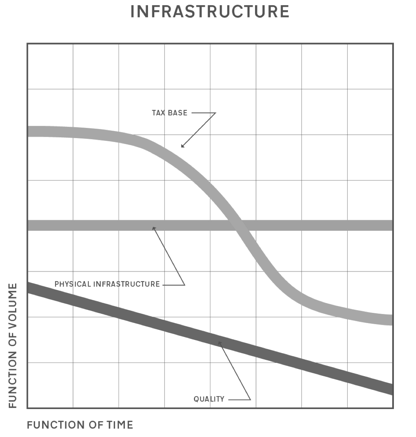 INFRASTRUCTURE
TAX BASE
PHYSICAL INFRASTRUCTURE
QUALITY
FUNCTION OF VOLUME
FUNCTION OF TIME